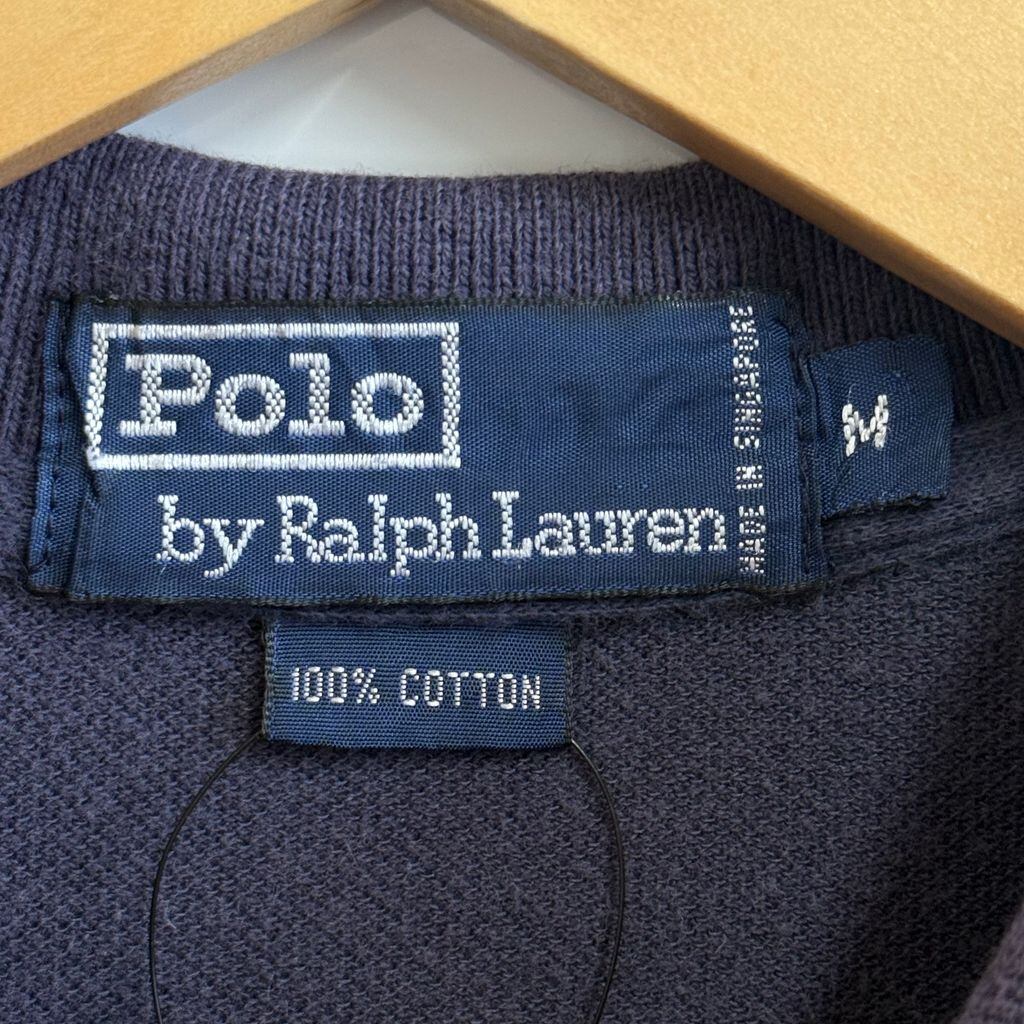 Polo
by Ralph Lauren
MADE IN SINGAPORE
M
100% COTTON